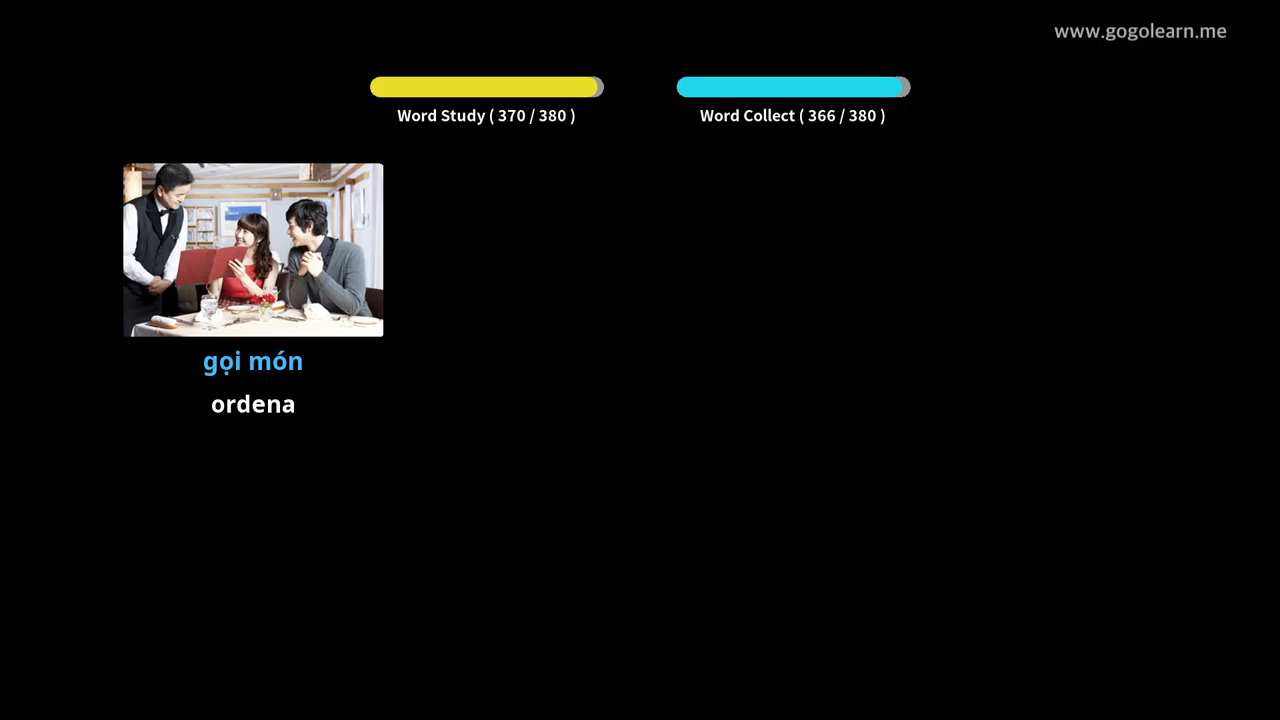 www.gogolearn.me
Word Study ( 370 / 380 )
Word Collect ( 366 / 380 )
gọi món
ordena